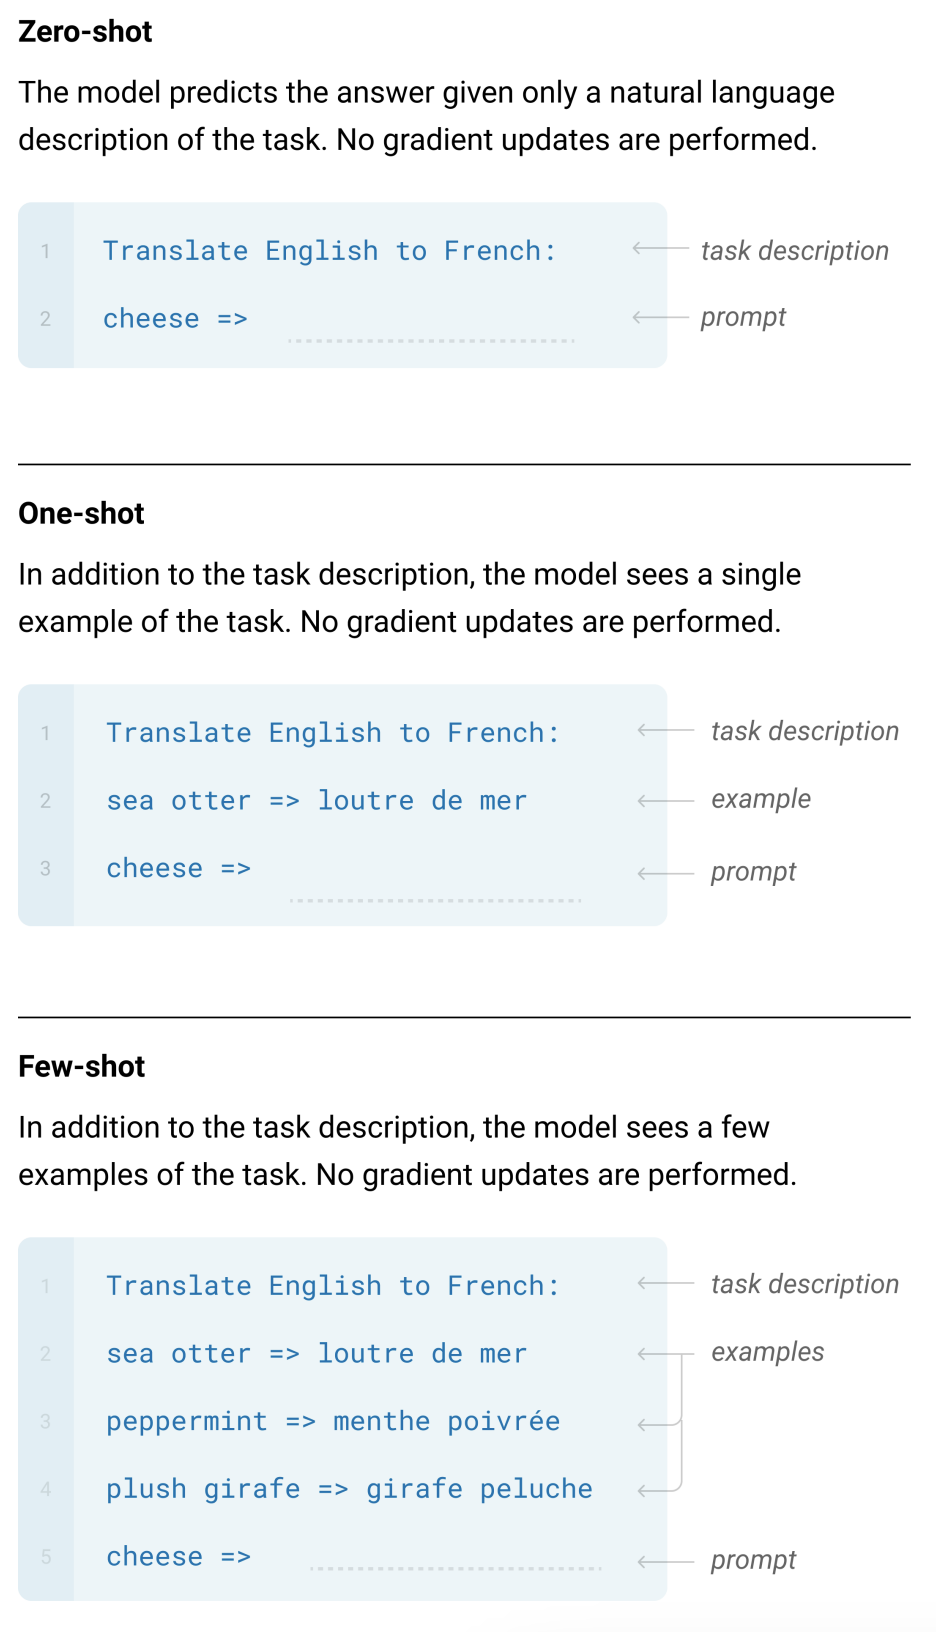 Zero-shot
The model predicts the answer given only a natural language
description of the task. No gradient updates are performed.
1 Translate English to French: task description
2 cheese => prompt
One-shot
In addition to the task description, the model sees a single
example of the task. No gradient updates are performed.
1 Translate English to French: task description
2 sea otter => loutre de mer example
3 cheese => prompt
Few-shot
In addition to the task description, the model sees a few
examples of the task. No gradient updates are performed.
1 Translate English to French: task description
2 sea otter => loutre de mer examples
3 peppermint => menthe poivrée
4 plush girafe => girafe peluche
5 cheese => prompt